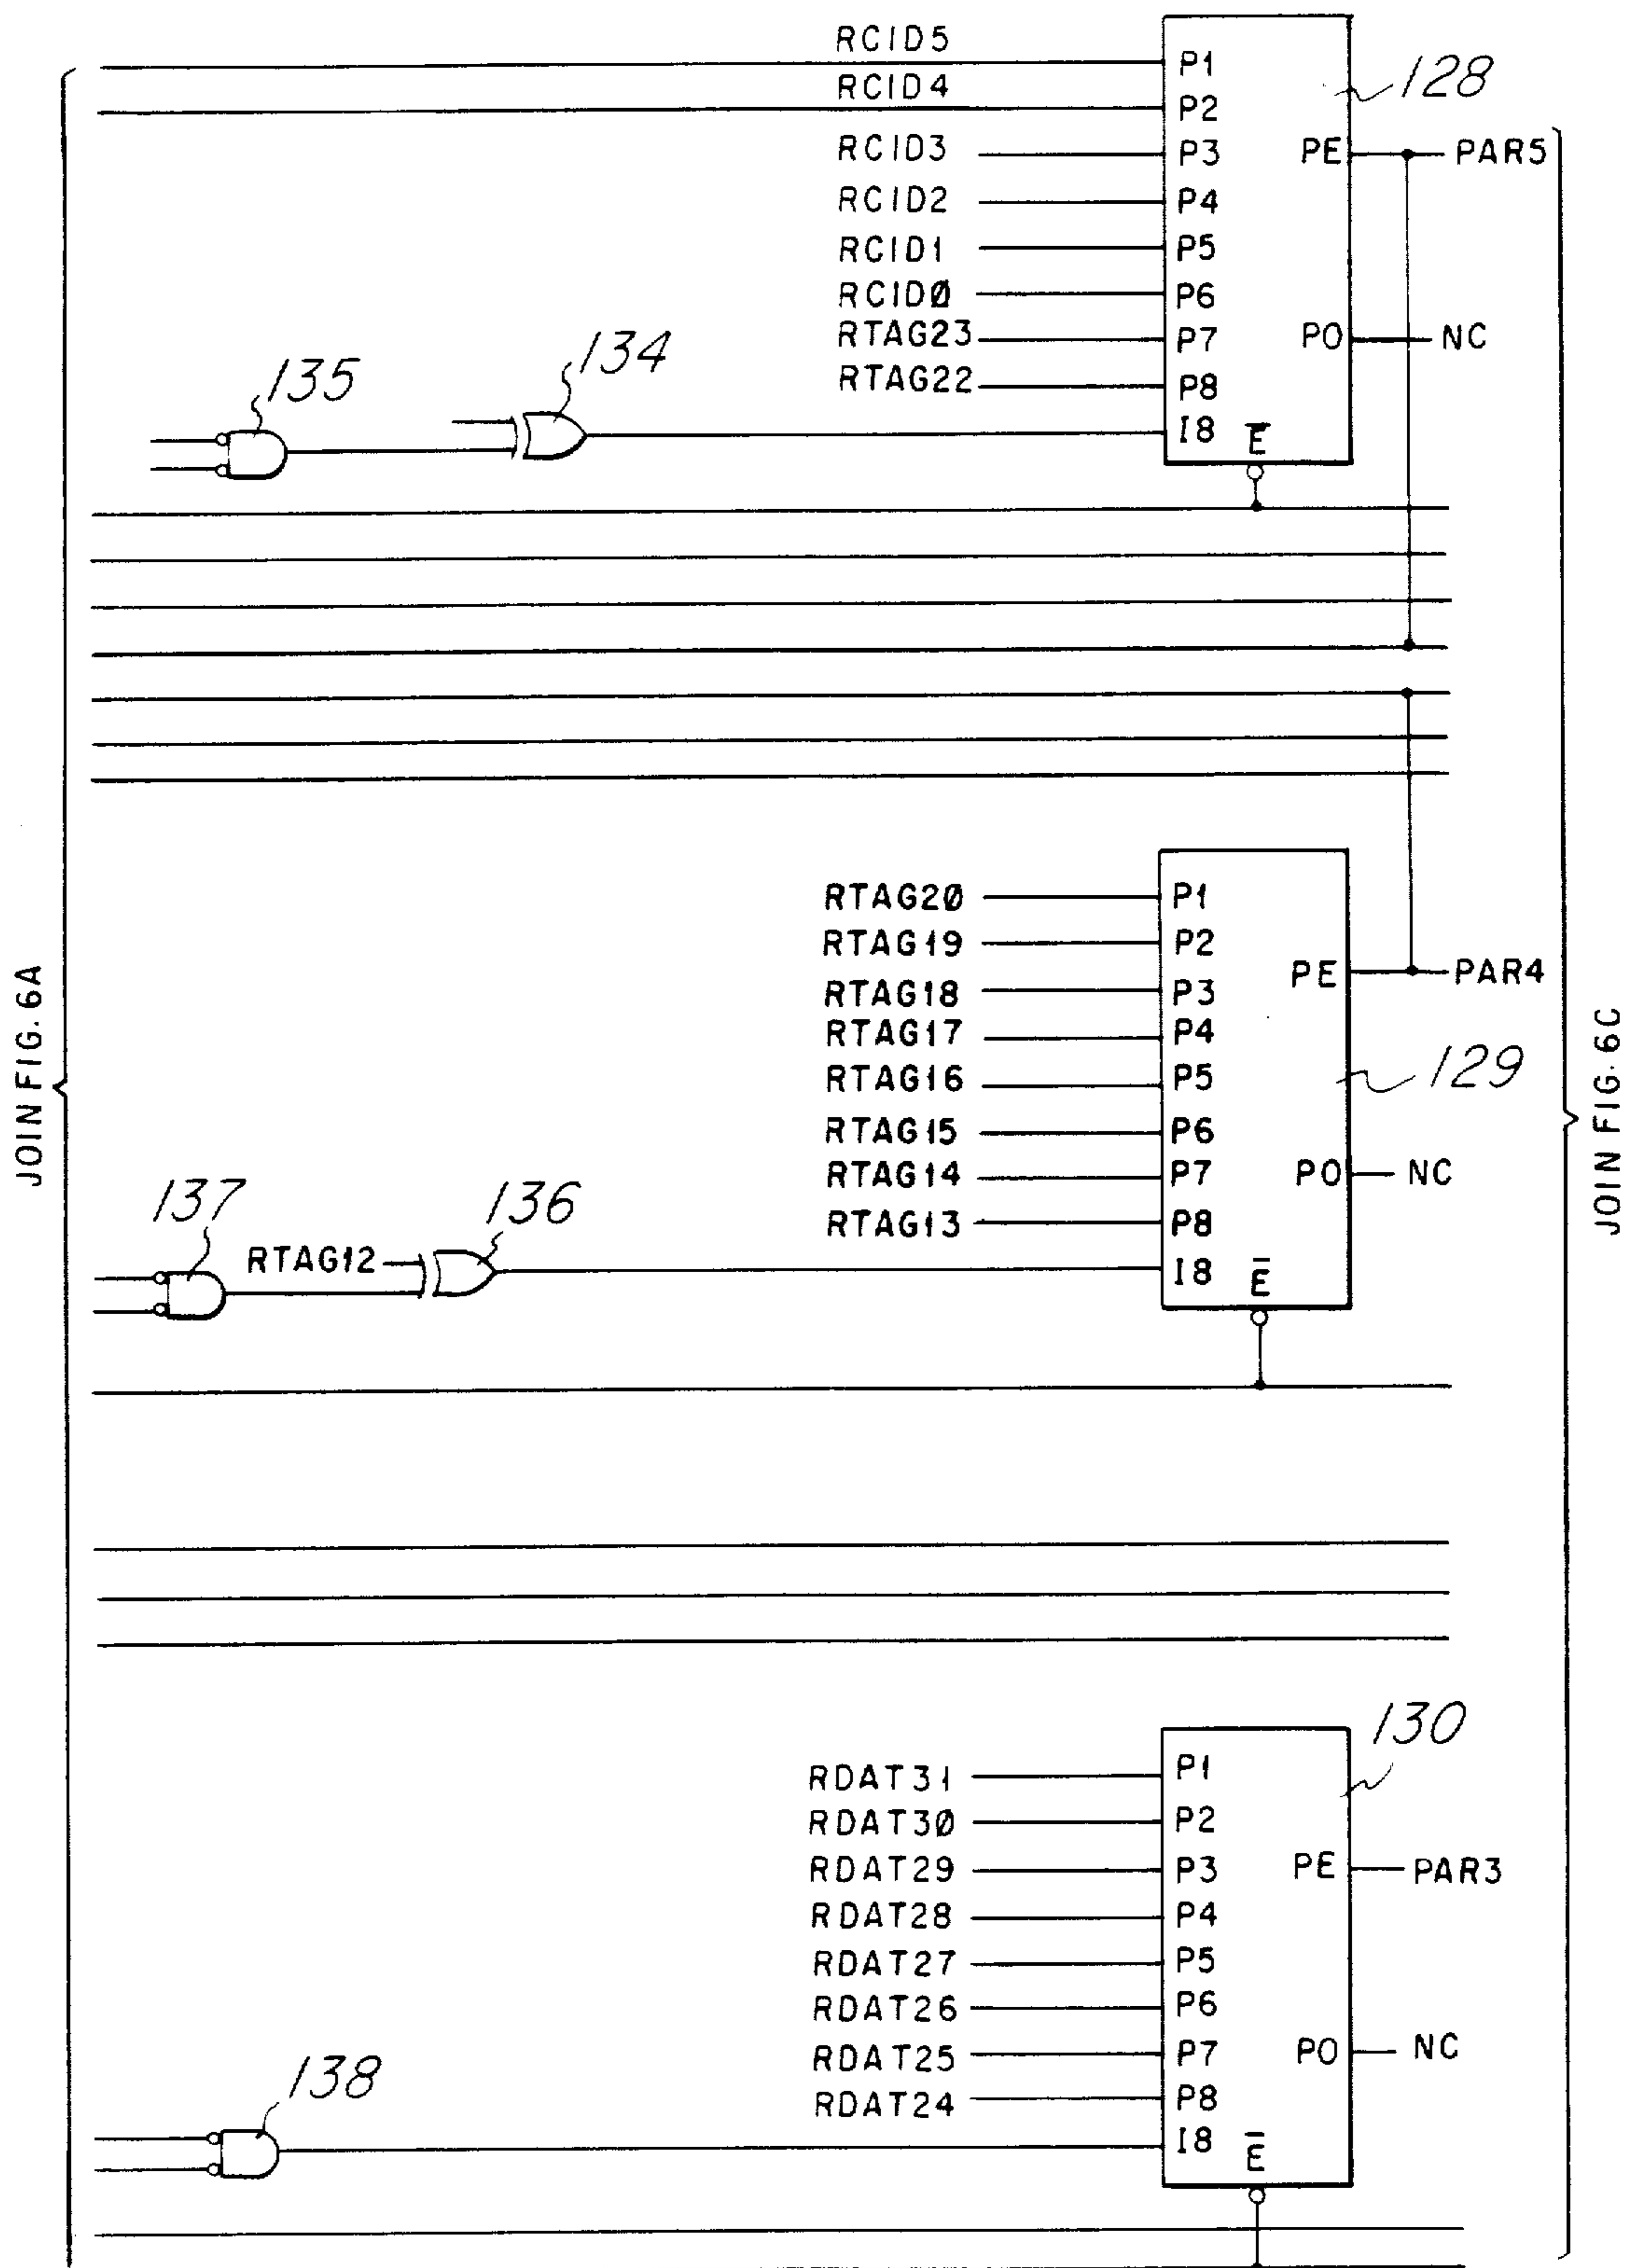 RCID5
P1
128
RCID4
P2
RCID3
P3
PE
PAR5
RCID2
P4
RCID1
P5
RCIDØ
P6
RTAG23
P7
PO
NC
RTAG22
P8
135
134
I8
E̅
RTAG2Ø
P1
RTAG19
P2
PE
PAR4
RTAG18
P3
RTAG17
P4
129
RTAG16
P5
RTAG15
P6
RTAG14
P7
PO
NC
RTAG13
P8
137
RTAG12
136
I8
E̅
JOIN FIG. 6A
JOIN FIG. 6C
130
RDAT31
P1
RDAT3Ø
P2
RDAT29
P3
PE
PAR3
RDAT28
P4
RDAT27
P5
RDAT26
P6
RDAT25
P7
PO
NC
RDAT24
P8
138
I8
E̅